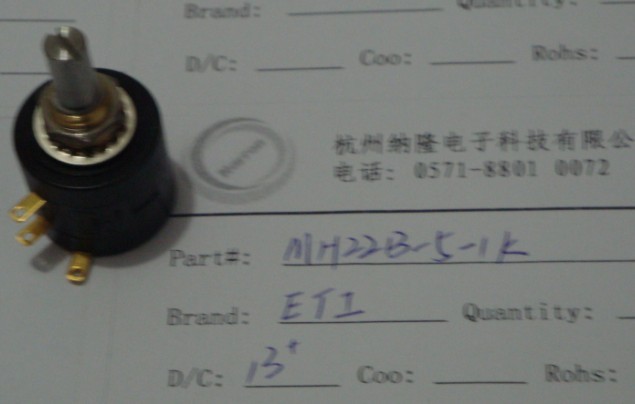 Brand: Quantity:
D/C: Coo: Rohs:
杭州纳隆电子科技有限公
电话: 0571-8801 0072
Part#: MH22B-5-1K
Brand: ETI Quantity:
D/C: 13+ Coo: Rohs: